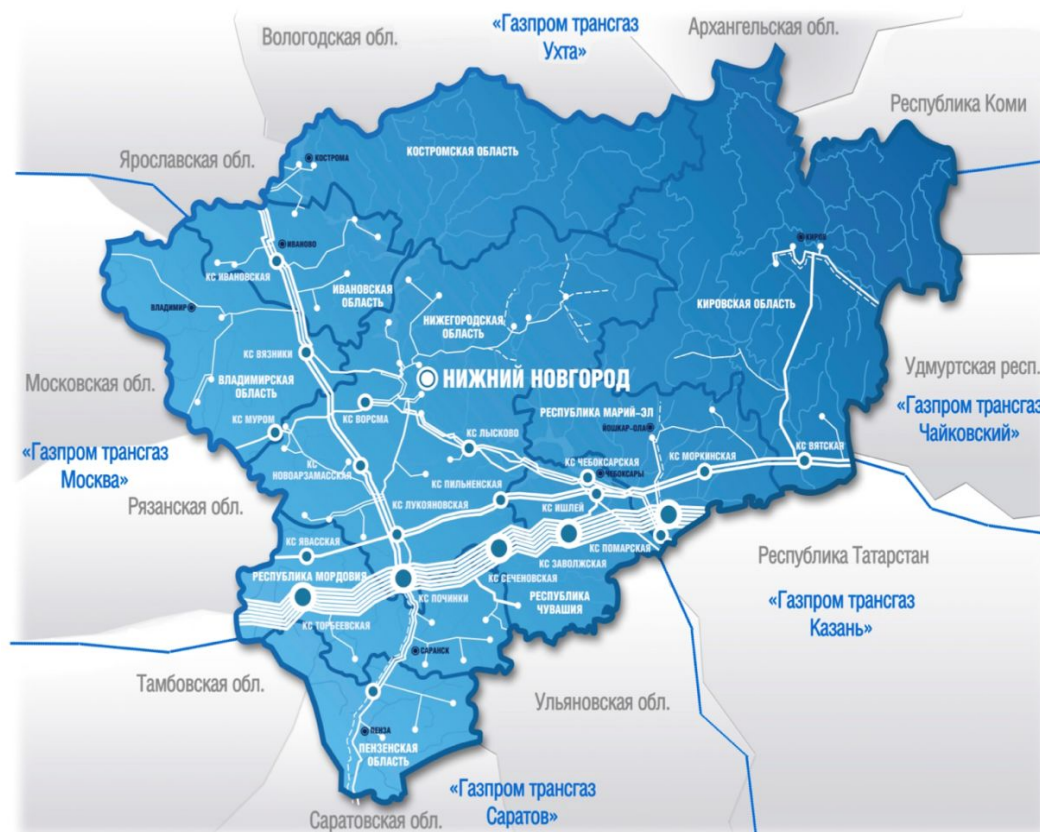 Вологодская обл.
«Газпром трансгаз
Ухта»
Архангельская обл.
Республика Коми
Ярославская обл.
КОСТРОМА
КОСТРОМСКАЯ ОБЛАСТЬ
КИРОВ
ИВАНОВО
КС ИВАНОВСКАЯ
ИВАНОВСКАЯ
ОБЛАСТЬ
ВЛАДИМИР
НИЖЕГОРОДСКАЯ
ОБЛАСТЬ
КИРОВСКАЯ ОБЛАСТЬ
КС ВЯЗНИКИ
ВЛАДИМИРСКАЯ
ОБЛАСТЬ
НИЖНИЙ НОВГОРОД
Московская обл.
Удмуртская респ.
«Газпром трансгаз
Чайковский»
КС ВОРСМА
КС МУРОМ
РЕСПУБЛИКА МАРИЙ-ЭЛ
ЙОШКАР-ОЛА
КС ЛЫСКОВО
КС ВЯТСКАЯ
«Газпром трансгаз
Москва»
КС
НОВОАРЗАМАССКАЯ
КС ЧЕБОКСАРСКАЯ
ЧЕБОКСАРЫ
КС МОРКИНСКАЯ
КС ПИЛЬНЕНСКАЯ
Рязанская обл.
КС ЛУКОЯНОВСКАЯ
КС ИШЛЕЙ
КС ЯВАССКАЯ
КС ПОМАРСКАЯ
Республика Татарстан
КС ЗАВОЛЖСКАЯ
РЕСПУБЛИКА МОРДОВИЯ
КС СЕЧЕНОВСКАЯ
КС ПОЧИНКИ
РЕСПУБЛИКА
ЧУВАШИЯ
«Газпром трансгаз
Казань»
КС ТОРБЕЕВСКАЯ
САРАНСК
Тамбовская обл.
Ульяновская обл.
ПЕНЗА
ПЕНЗЕНСКАЯ
ОБЛАСТЬ
«Газпром трансгаз
Саратов»
Саратовская обл.